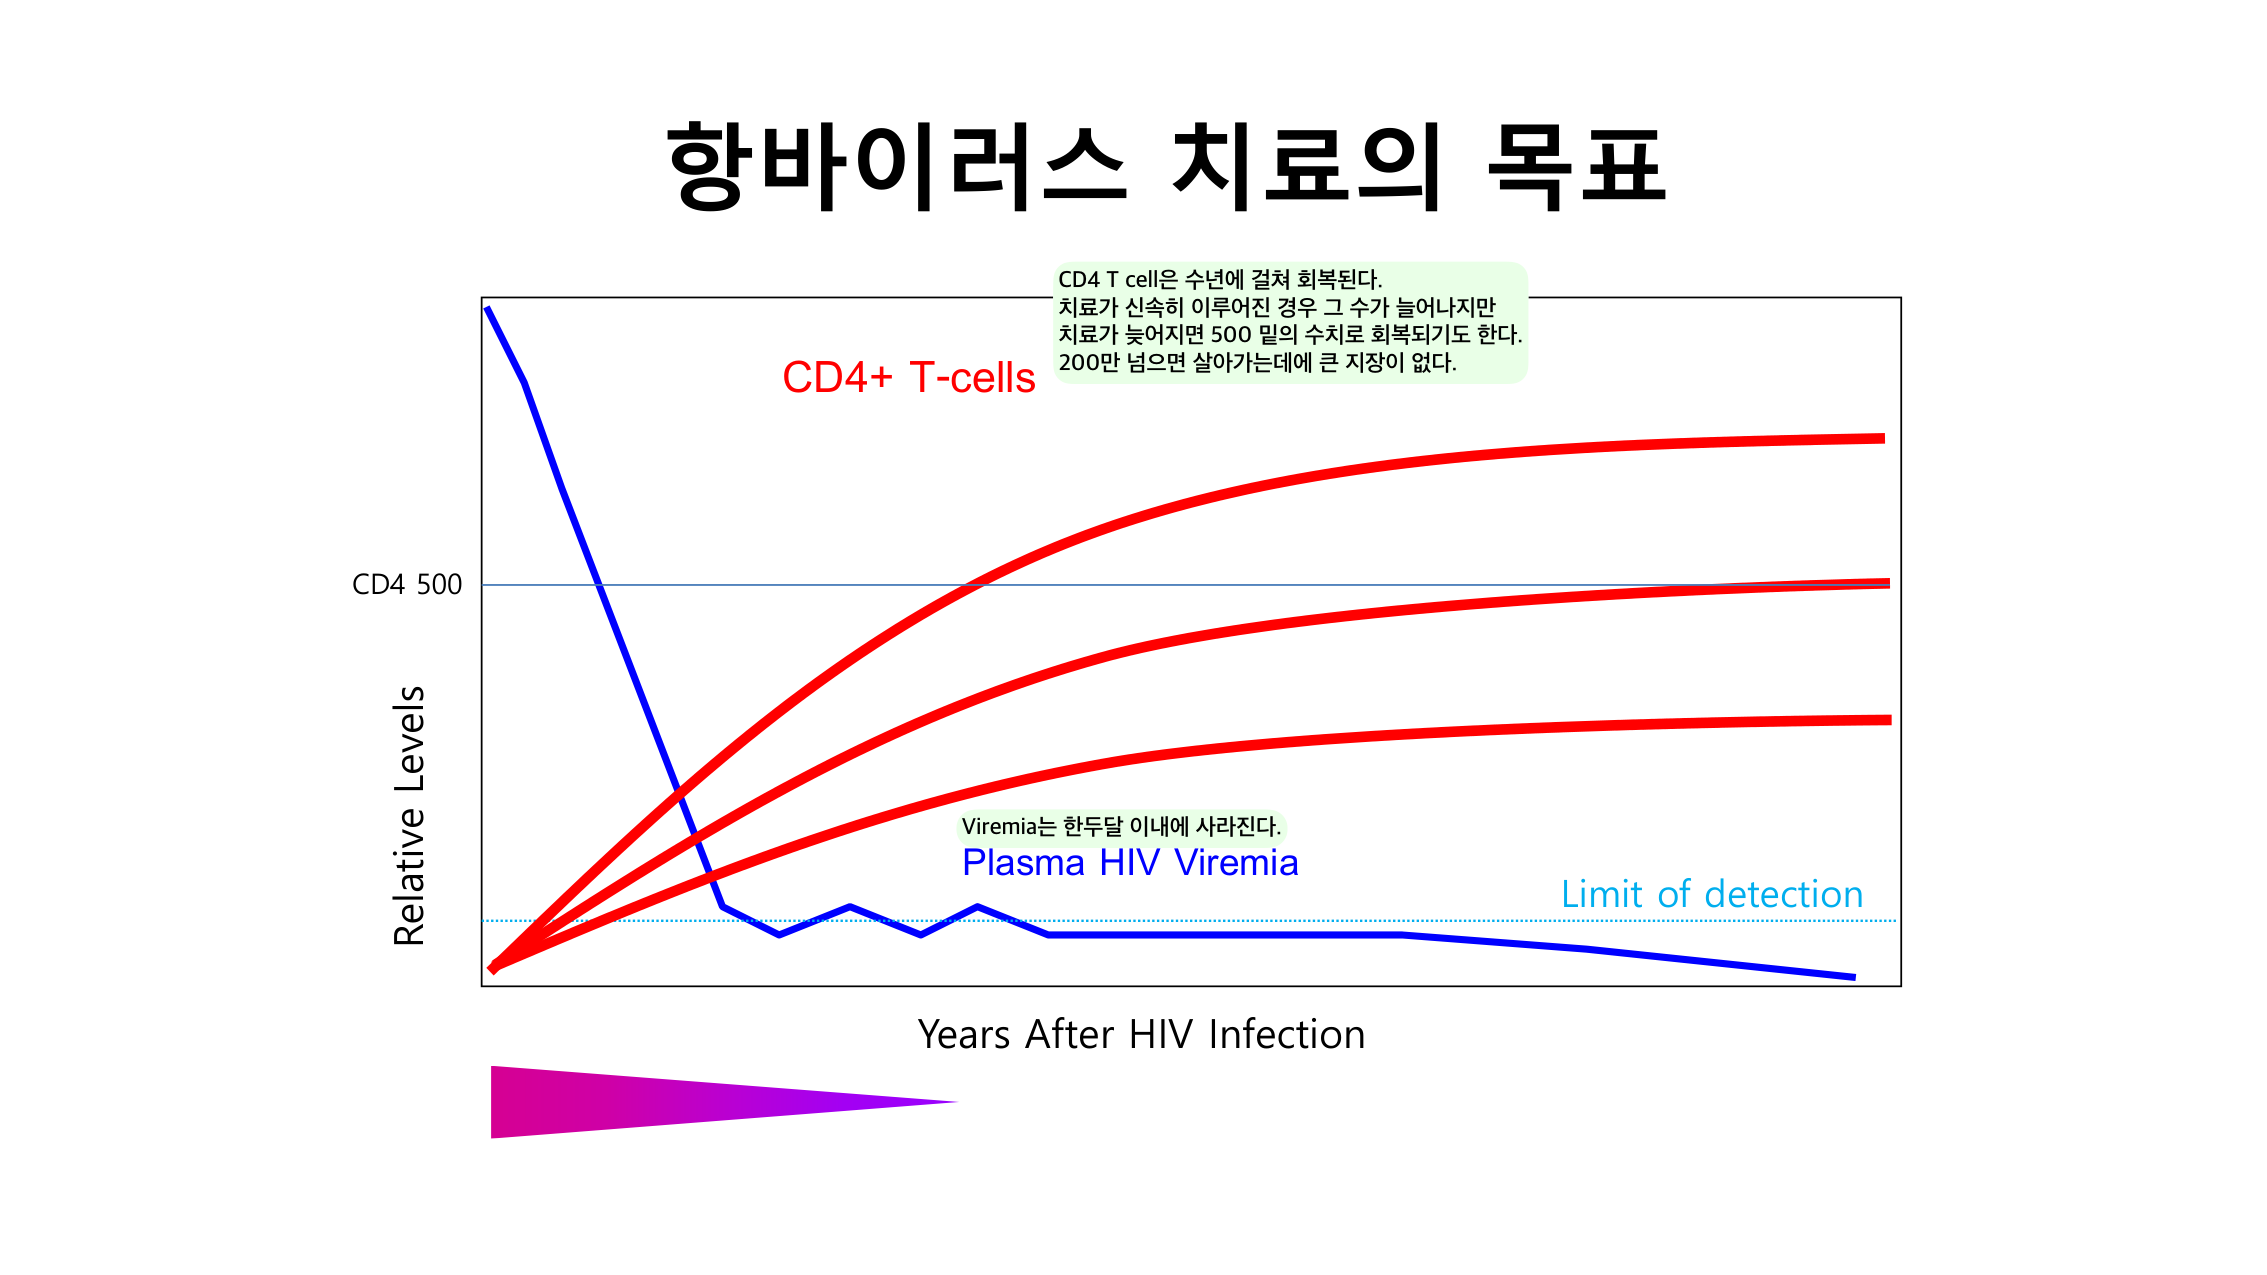 항바이러스 치료의 목표
CD4 T cell은 수년에 걸쳐 회복된다.
치료가 신속히 이루어진 경우 그 수가 늘어나지만
치료가 늦어지면 500 밑의 수치로 회복되기도 한다.
200만 넘으면 살아가는데에 큰 지장이 없다.
CD4+ T-cells
CD4 500
Relative Levels
Viremia는 한두달 이내에 사라진다.
Plasma HIV Viremia
Limit of detection
Years After HIV Infection